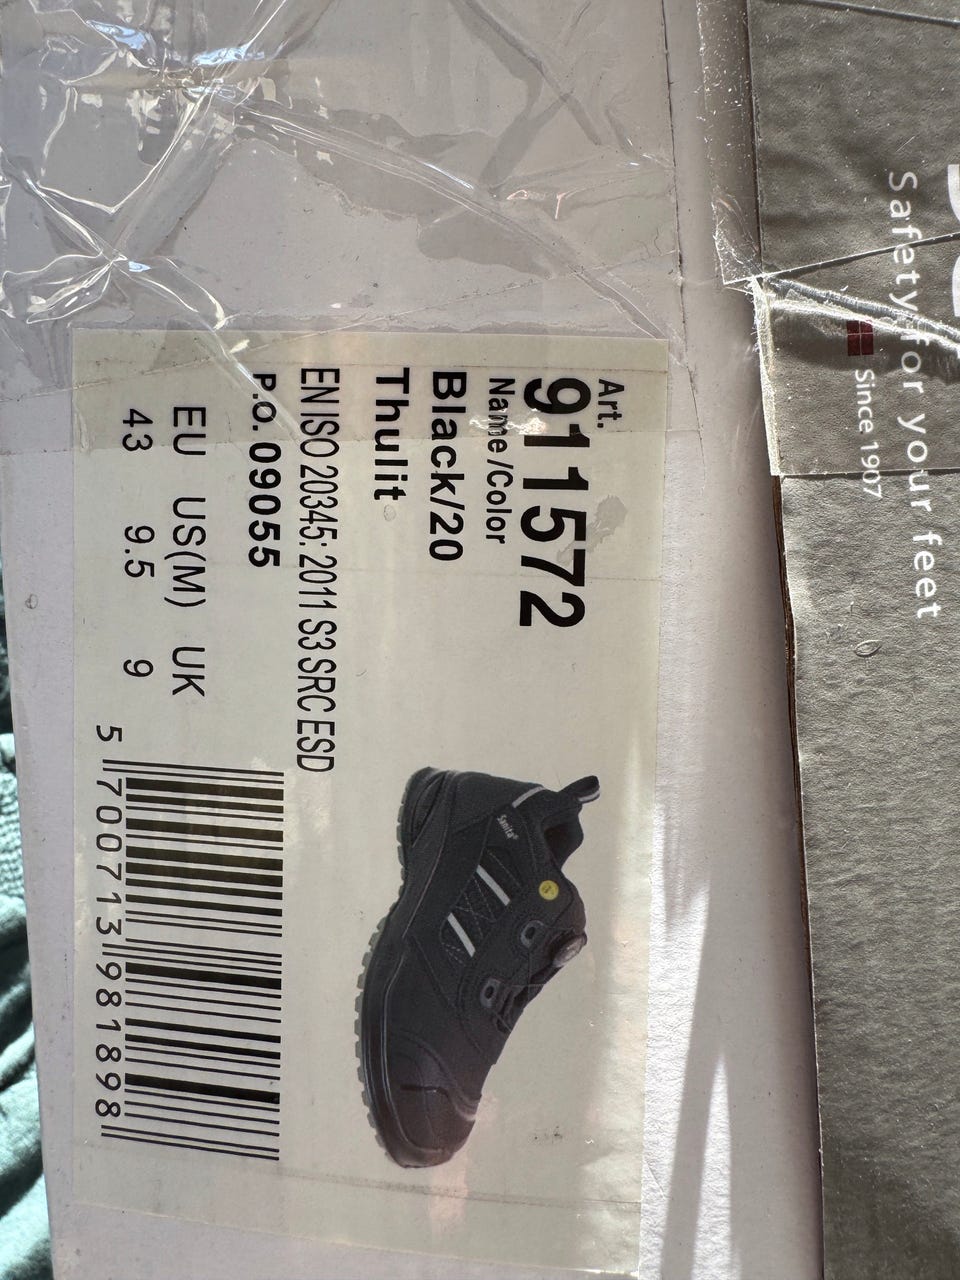 Safety for your feet
Since 1907
Art.
911572
Name/Color
Black/20
Thulit
EN ISO 20345: 2011 S3 SRC ESD
P.O. 09055
EU US(M) UK
43 9.5 9
5 700713 981898
Sanita®